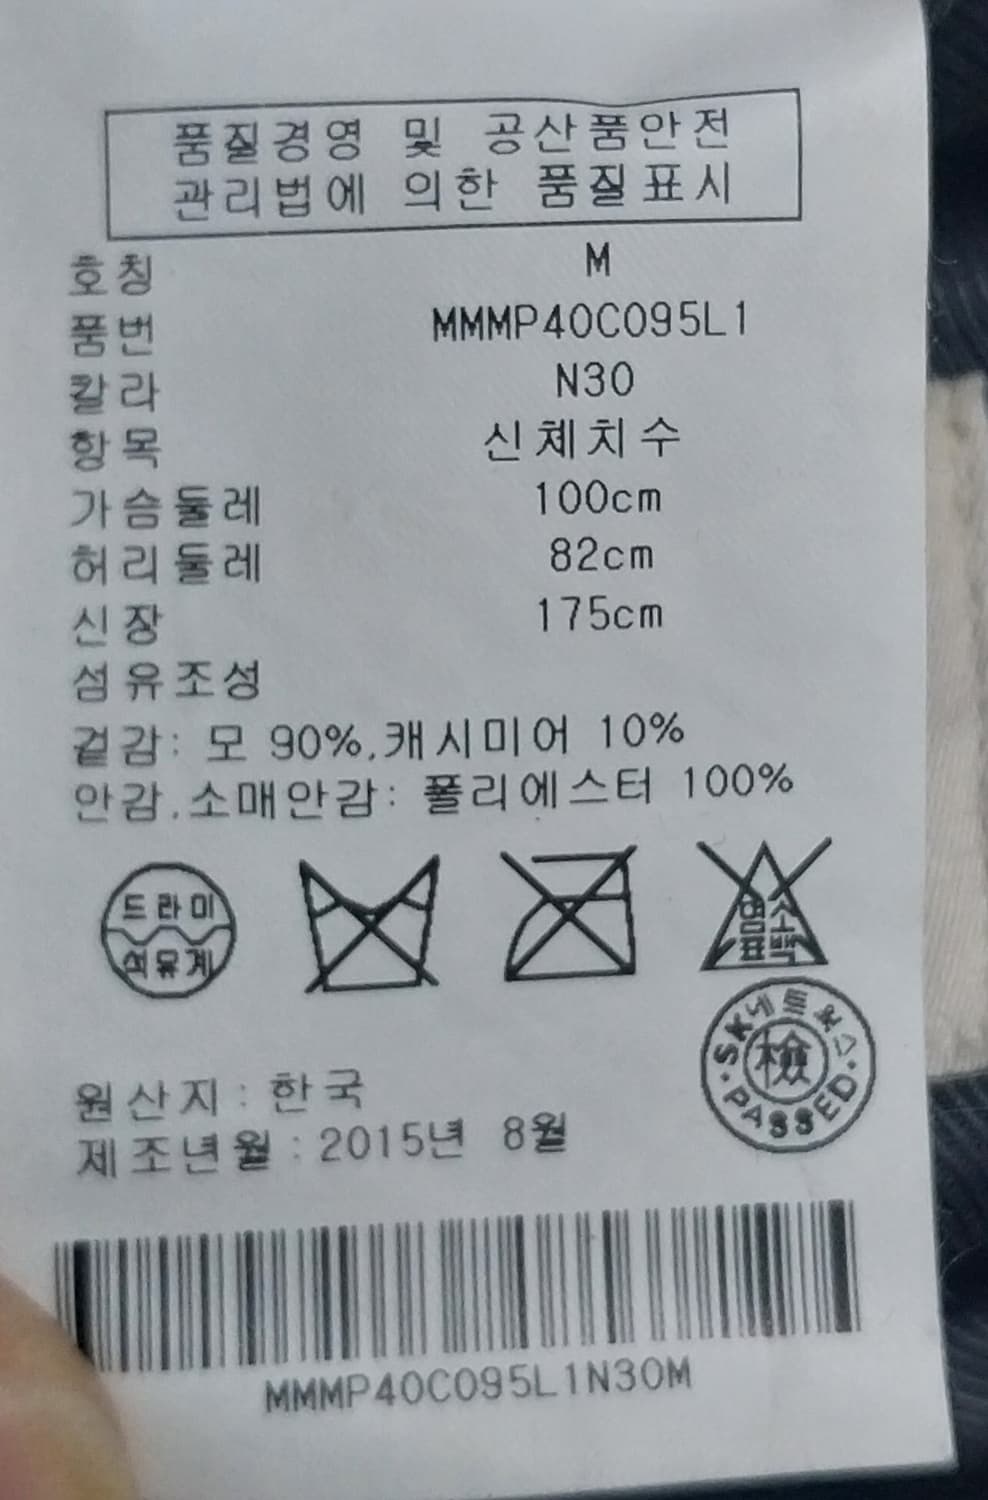 품질경영 및 공산품안전
관리법에 의한 품질표시
호칭 M
품번 MMMP40C095L1
칼라 N30
항목 신체치수
가슴둘레 100cm
허리둘레 82cm
신장 175cm
섬유조성
겉감: 모 90%,캐시미어 10%
안감,소매안감: 폴리에스터 100%
드라이
석유계
염소
표백
SK네트웍스
檢
PASSED
원산지 : 한국
제조년월 : 2015년 8월
MMMP40C095L1N30M